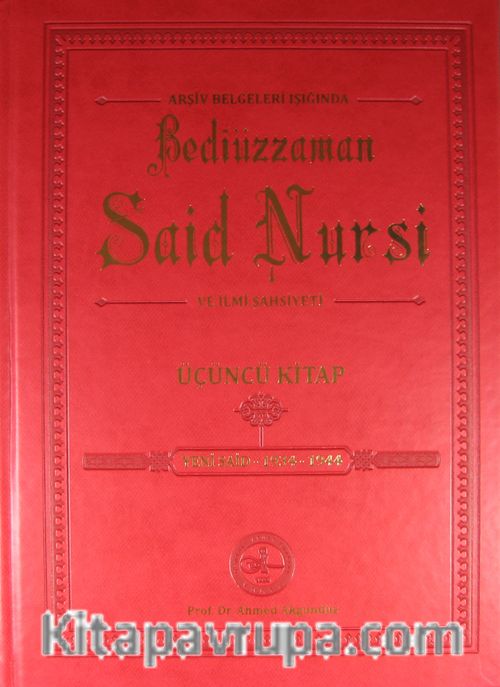 ARŞİV BELGELERİ IŞIĞINDA
Bediüzzaman
Said Nursi
VE İLMİ ŞAHSİYETİ
ÜÇÜNCÜ KİTAP
YENİ SAİD - 1934 - 1944
Prof. Dr. Ahmed Akgündüz
Kitapavrupa.com